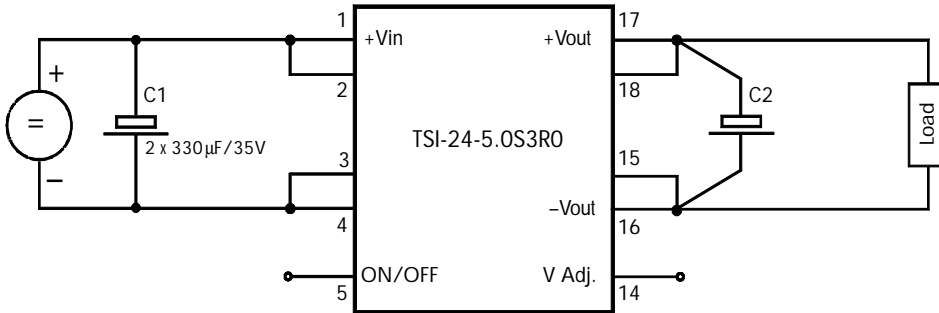 1
17
+Vin
+Vout
+
2
18
C1
C2
=
2 x 330µF/35V
TSI-24-5.0S3R0
Load
3
15
−
4
−Vout
16
ON/OFF
V Adj.
5
14